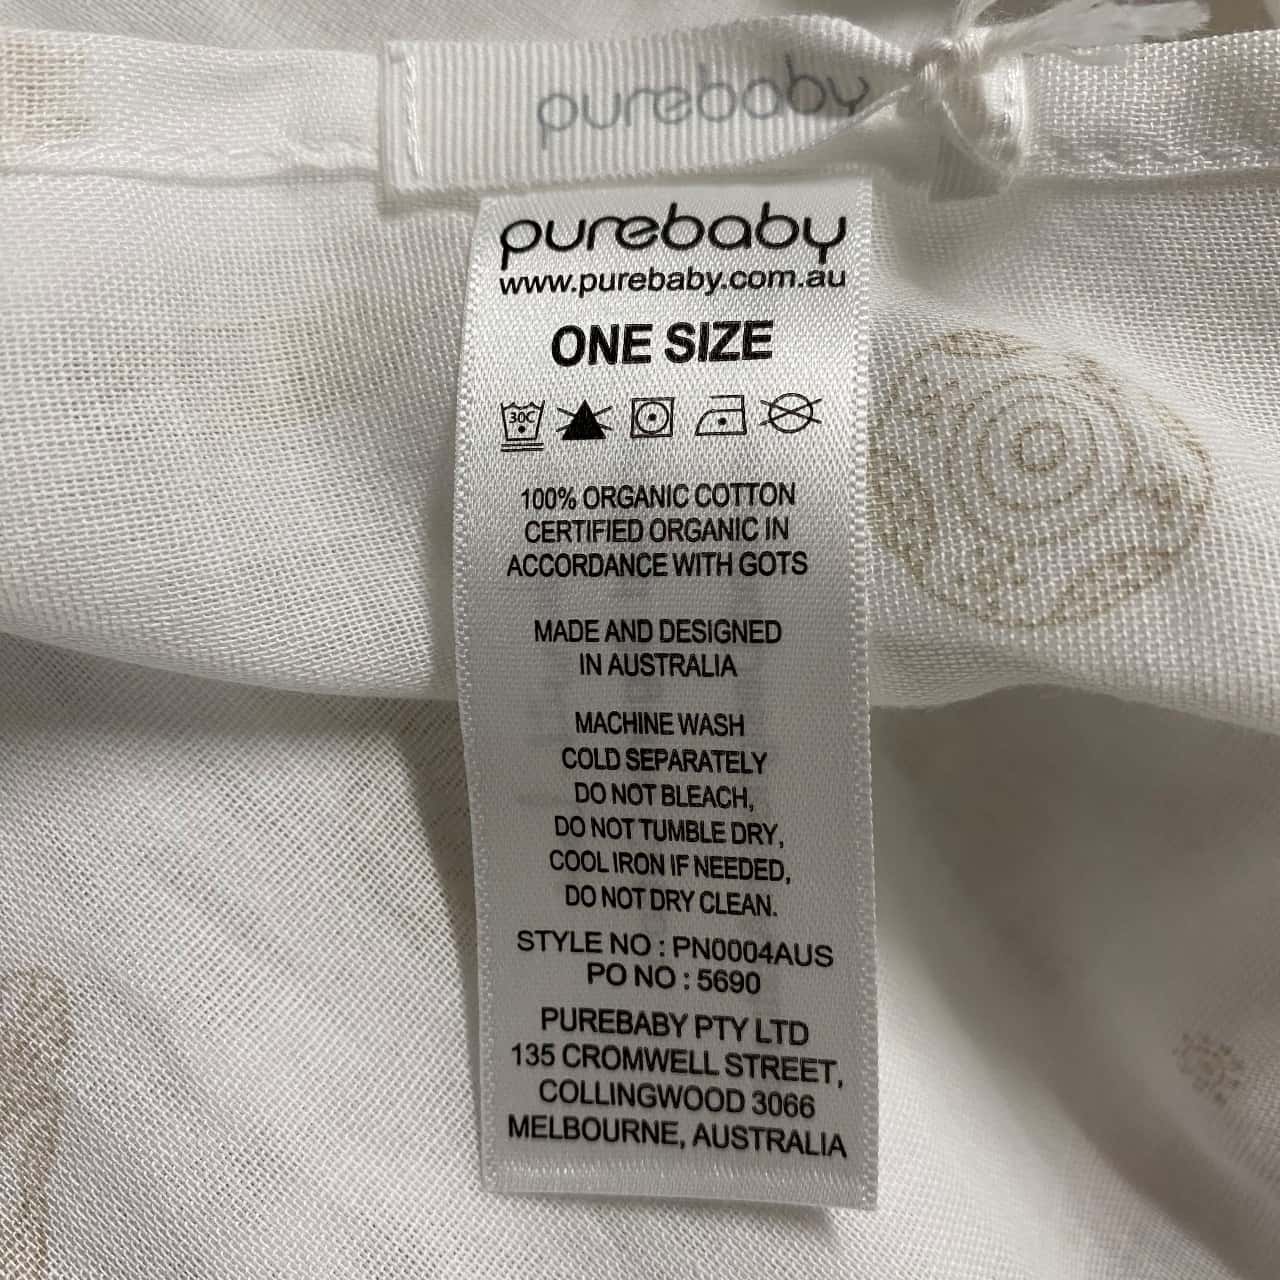 purebaby
purebaby
www.purebaby.com.au
ONE SIZE
30C
100% ORGANIC COTTON
CERTIFIED ORGANIC IN
ACCORDANCE WITH GOTS
MADE AND DESIGNED
IN AUSTRALIA
MACHINE WASH
COLD SEPARATELY
DO NOT BLEACH,
DO NOT TUMBLE DRY,
COOL IRON IF NEEDED,
DO NOT DRY CLEAN.
STYLE NO : PN0004AUS
PO NO : 5690
PUREBABY PTY LTD
135 CROMWELL STREET,
COLLINGWOOD 3066
MELBOURNE, AUSTRALIA